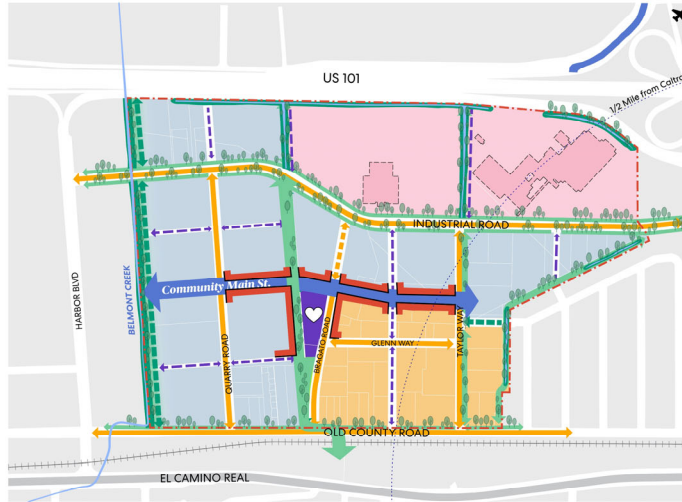 US 101
1/2 Mile from Caltra
INDUSTRIAL ROAD
Community Main St.
HARBOR BLVD
BELMONT CREEK
QUARRY ROAD
BRAGATO ROAD
GLENN WAY
TAYLOR WAY
OLD COUNTY ROAD
EL CAMINO REAL